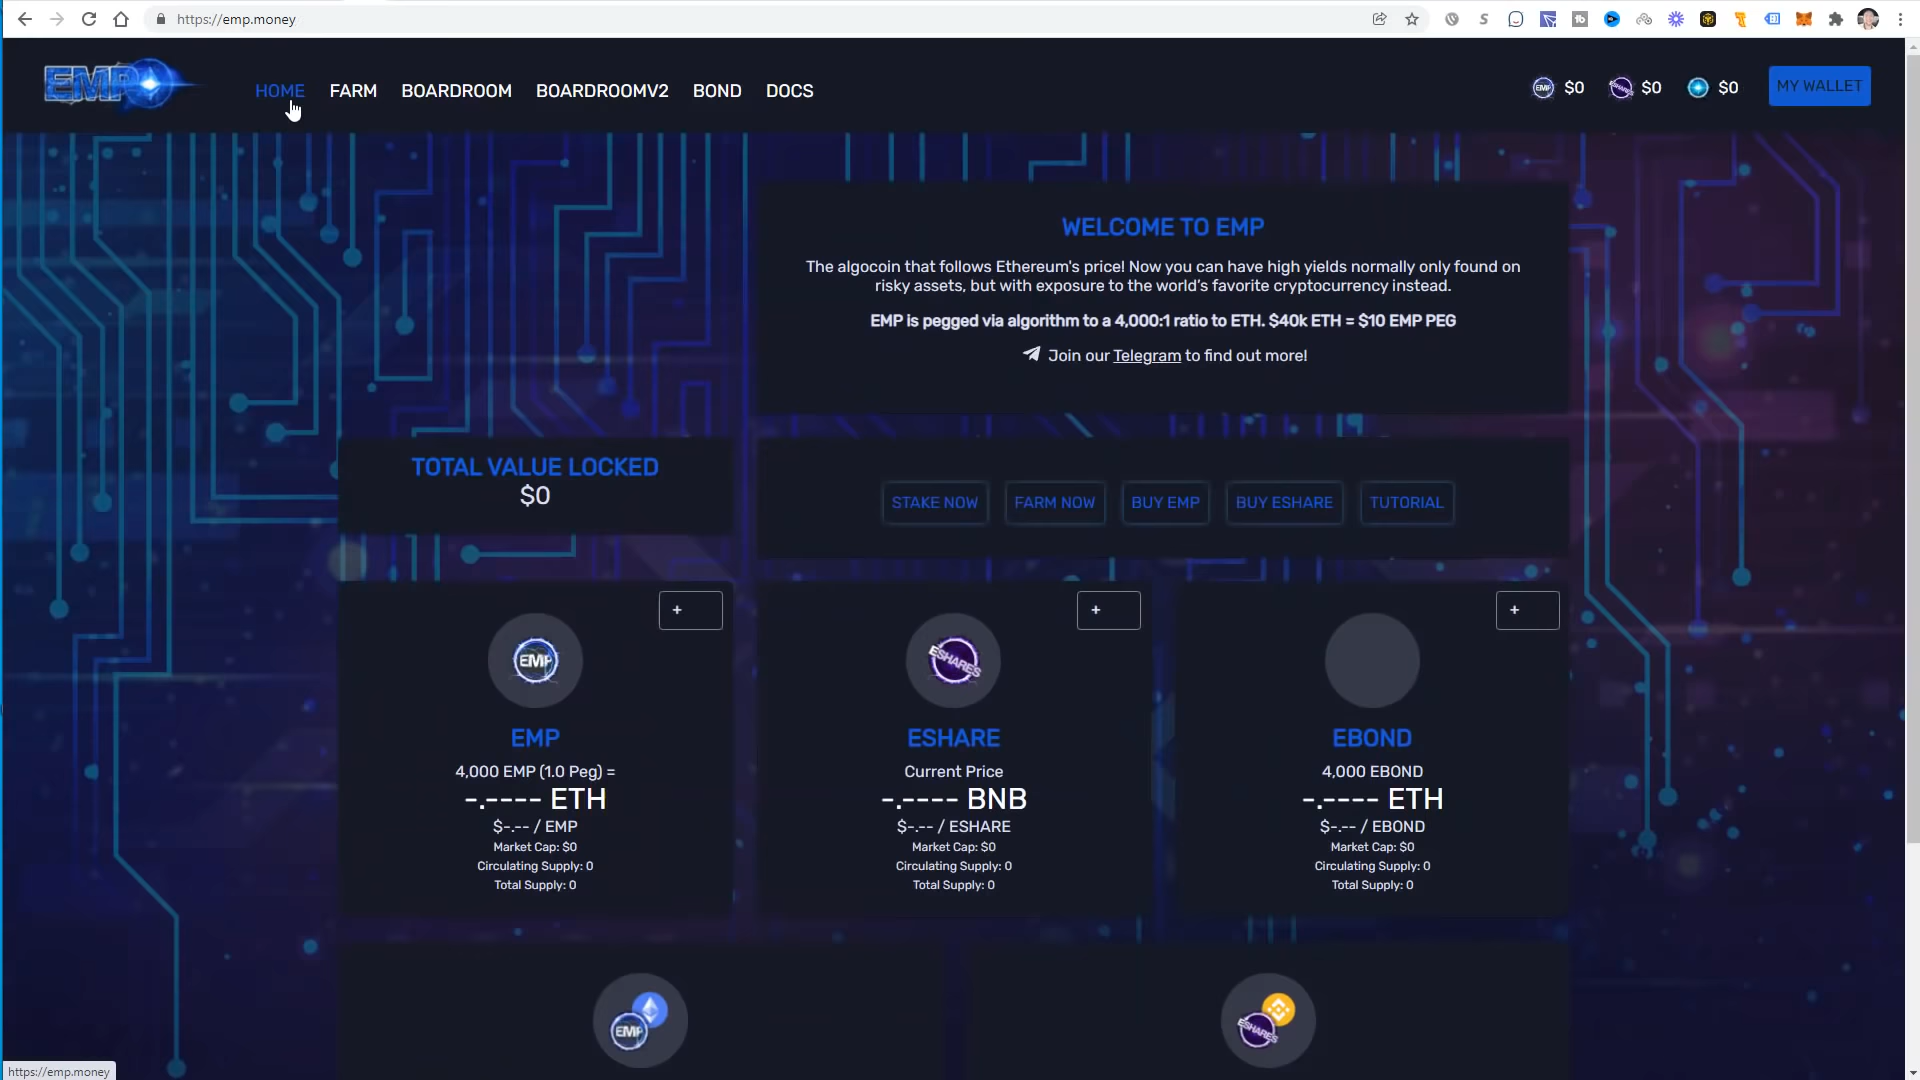 https://emp.money
EMP
HOME
FARM
BOARDROOM
BOARDROOMV2
BOND
DOCS
EMP
$0
$0
$0
MY WALLET
WELCOME TO EMP
The algocoin that follows Ethereum's price! Now you can have high yields normally only found on
risky assets, but with exposure to the world's favorite cryptocurrency instead.
EMP is pegged via algorithm to a 4,000:1 ratio to ETH. $40k ETH = $10 EMP PEG
Join our Telegram to find out more!
TOTAL VALUE LOCKED
$0
STAKE NOW
FARM NOW
BUY EMP
BUY ESHARE
TUTORIAL
+
EMP
EMP
4,000 EMP (1.0 Peg) =
-.---- ETH
$-.-- / EMP
Market Cap: $0
Circulating Supply: 0
Total Supply: 0
+
ESHARES
ESHARE
Current Price
-.---- BNB
$-.-- / ESHARE
Market Cap: $0
Circulating Supply: 0
Total Supply: 0
+
EBOND
4,000 EBOND
-.---- ETH
$-.-- / EBOND
Market Cap: $0
Circulating Supply: 0
Total Supply: 0
EMP
ESHARES
https://emp.money